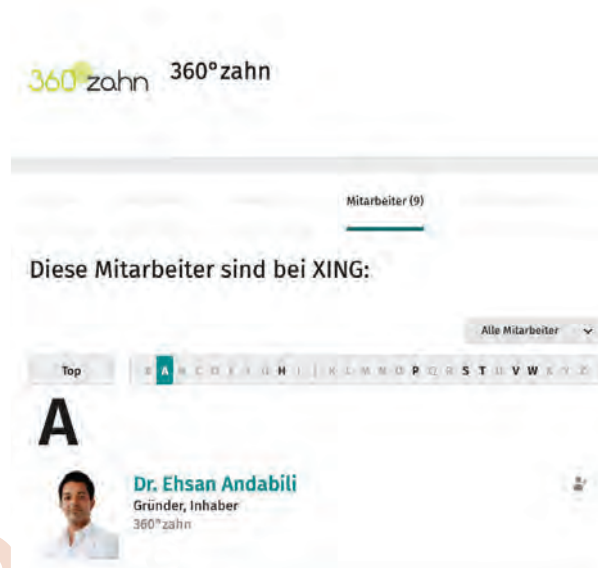 360°zahn
360°zahn
Mitarbeiter (9)
Diese Mitarbeiter sind bei XING:
Alle Mitarbeiter
Top
A H P S T V W
A
Dr. Ehsan Andabili
Gründer, Inhaber
360°zahn